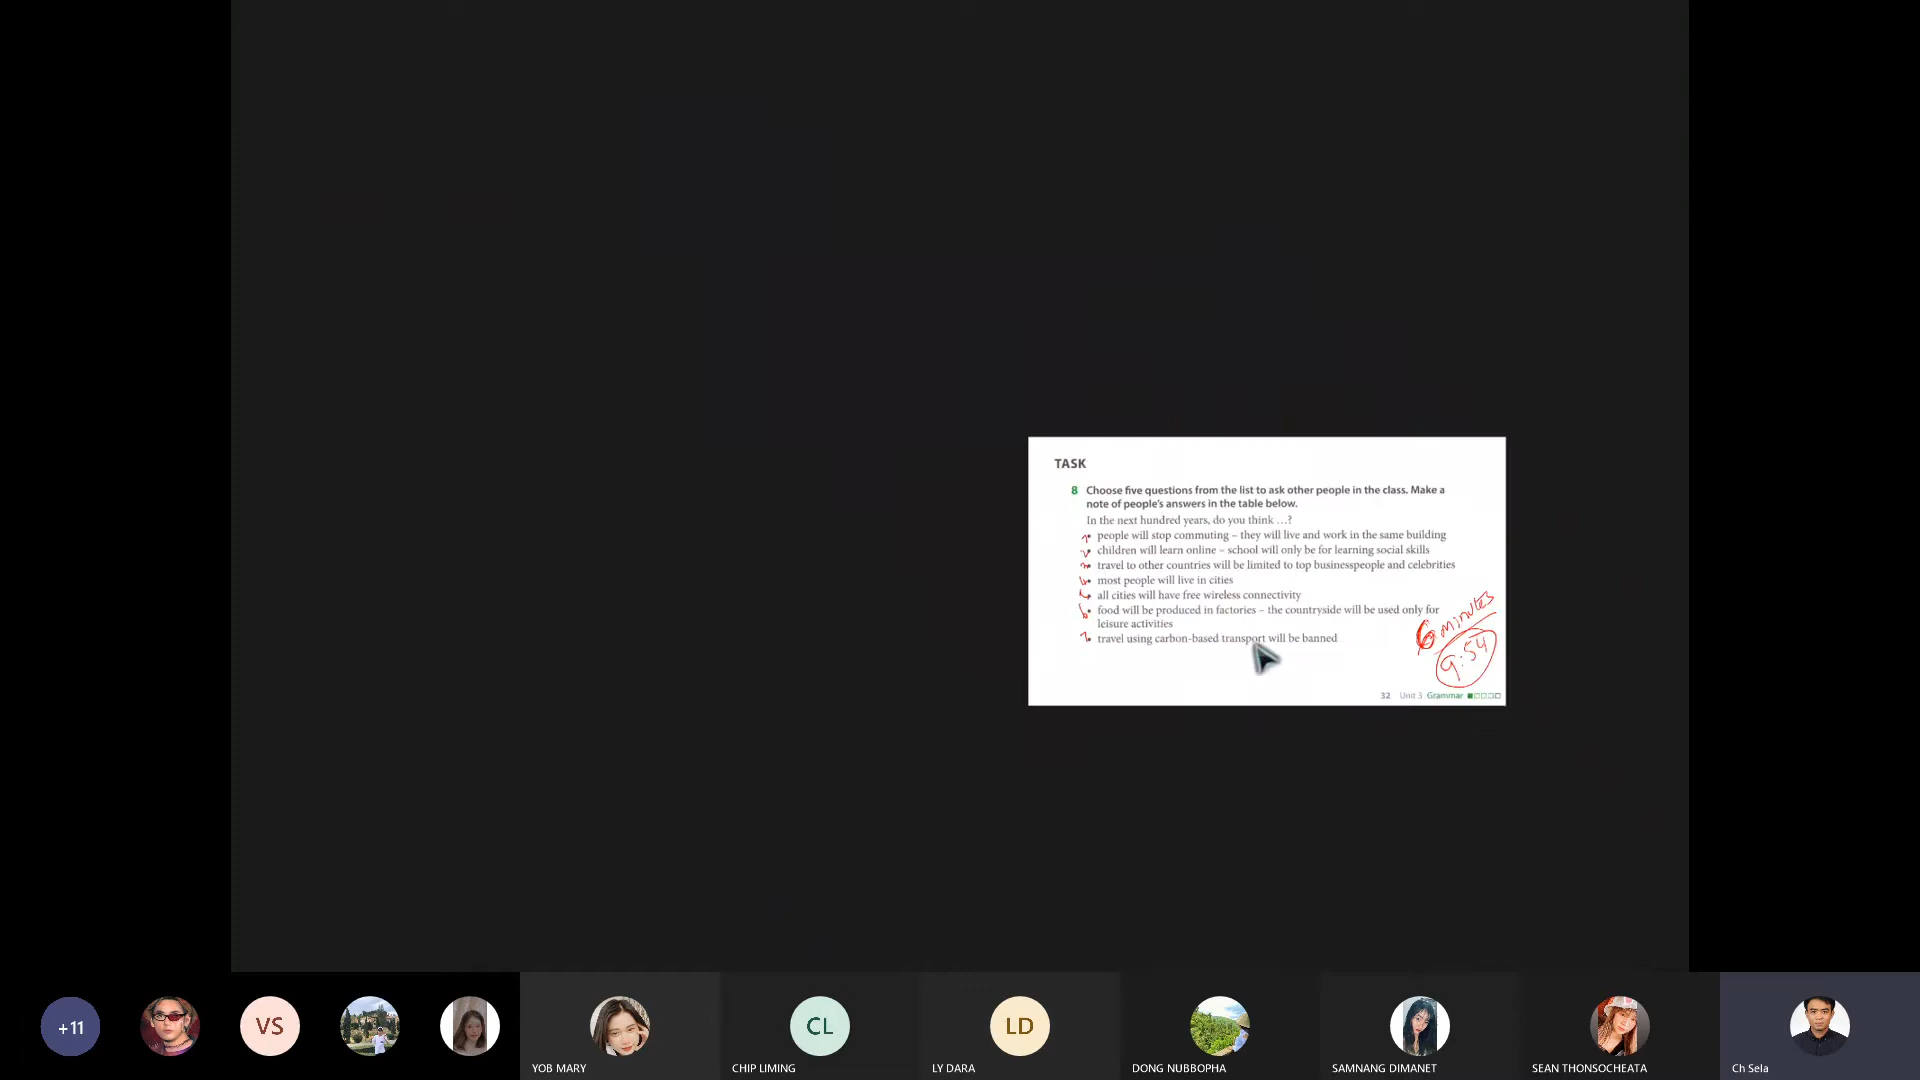 TASK
8 Choose five questions from the list to ask other people in the class. Make a
note of people's answers in the table below.
In the next hundred years, do you think …?
1 • people will stop commuting – they will live and work in the same building
2 • children will learn online – school will only be for learning social skills
3 • travel to other countries will be limited to top businesspeople and celebrities
• most people will live in cities
• all cities will have free wireless connectivity
6 • food will be produced in factories – the countryside will be used only for
leisure activities
7 • travel using carbon-based transport will be banned
6 minutes
9:54
32 Unit 3 Grammar
+11
VS
CL
LD
YOB MARY
CHIP LIMING
LY DARA
DONG NUBBOPHA
SAMNANG DIMANET
SEAN THONSOCHEATA
Ch Sela